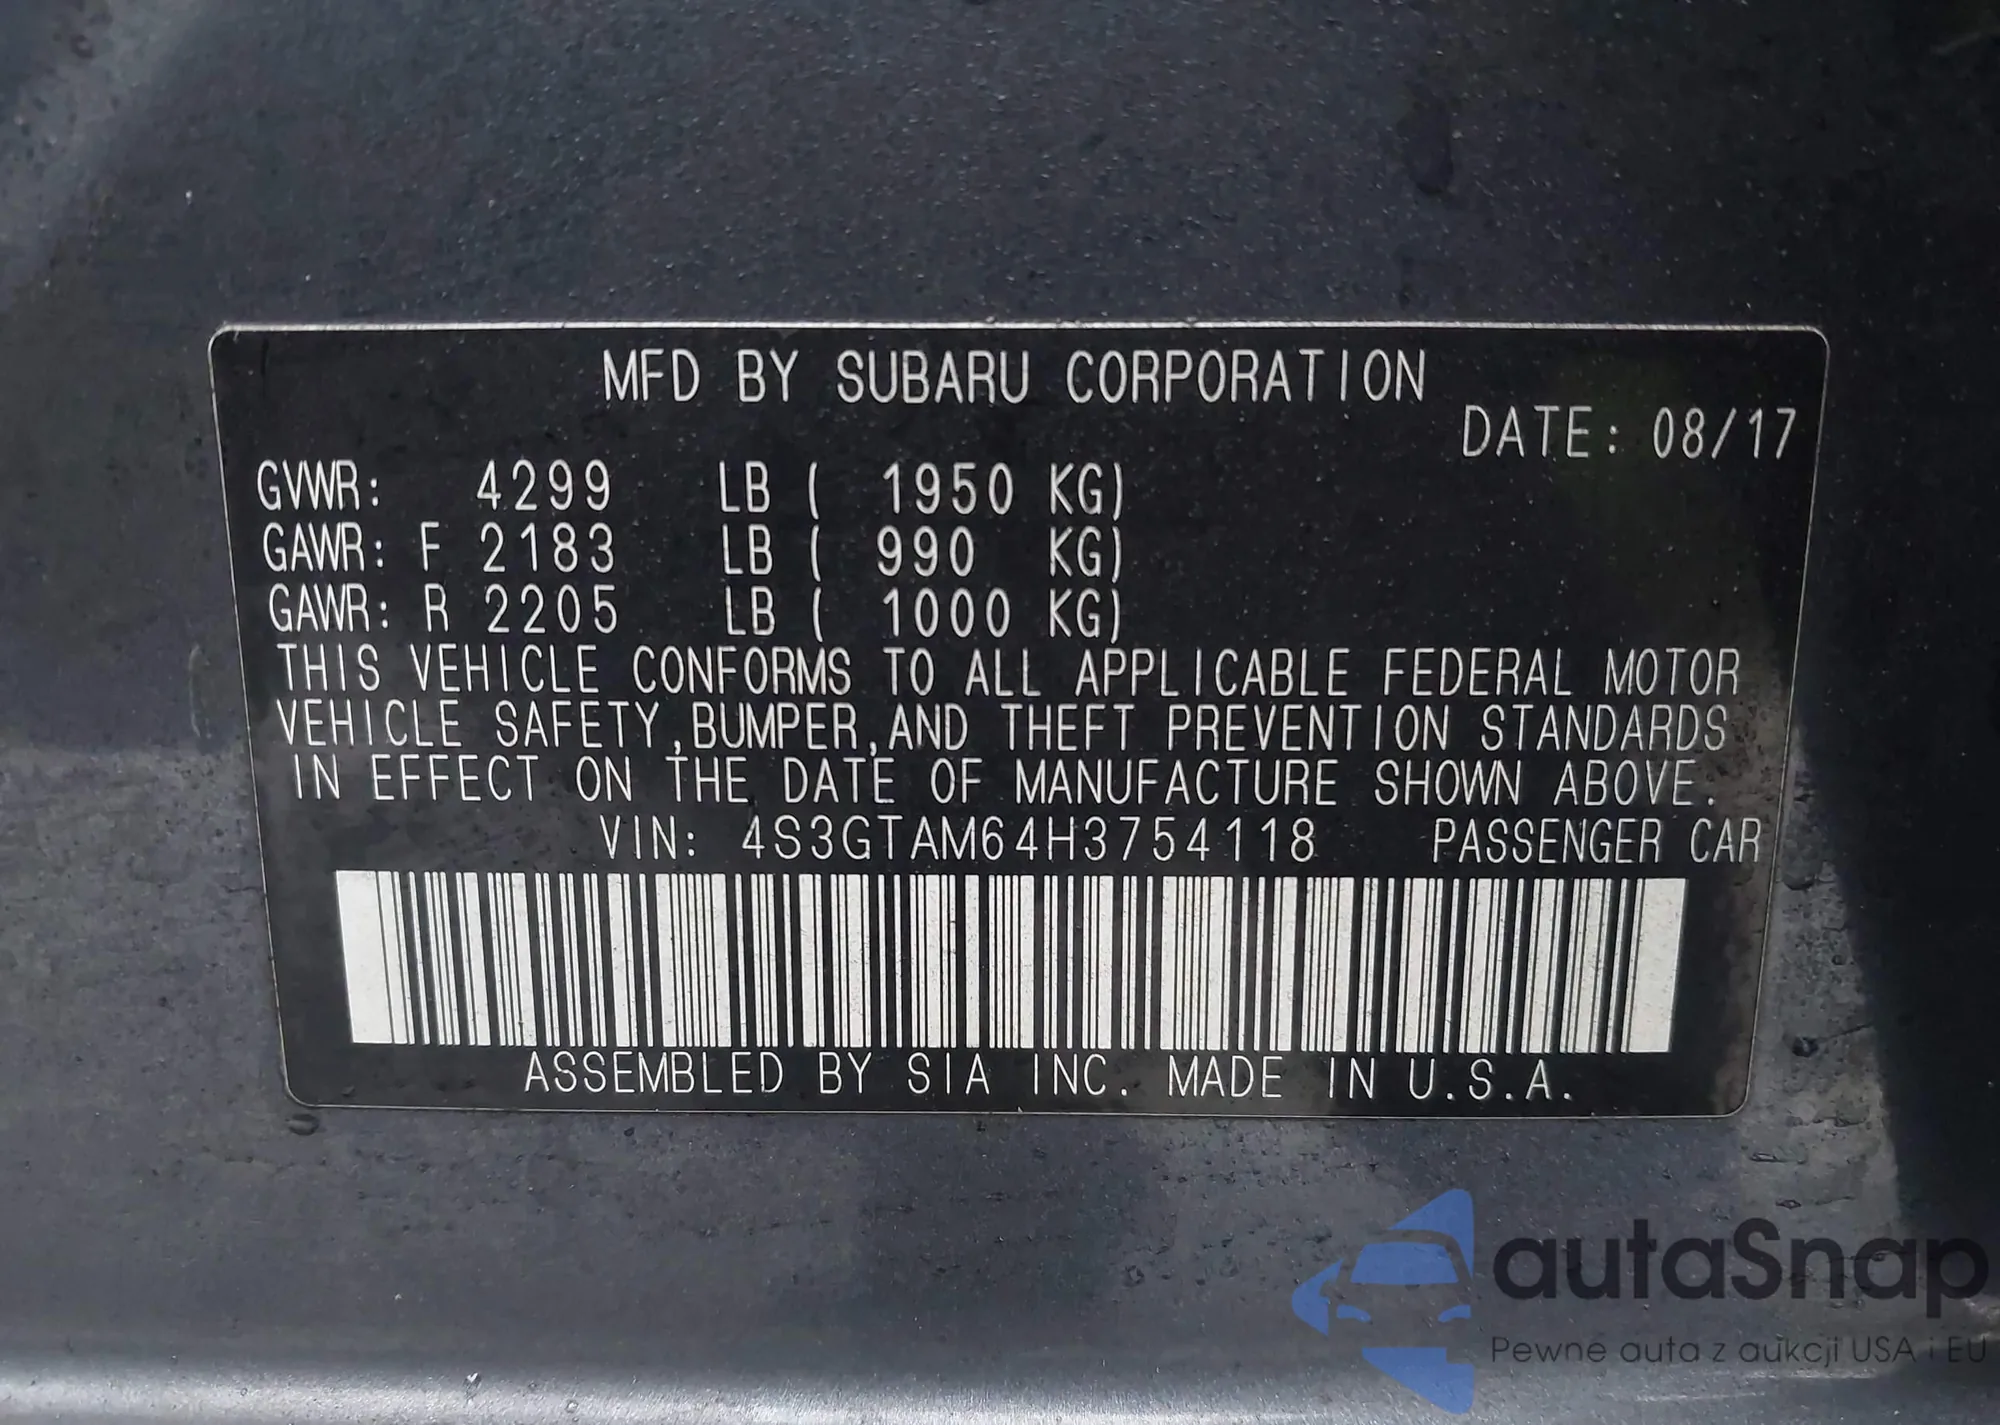 MFD BY SUBARU CORPORATION
DATE: 08/17
GVWR: 4299 LB ( 1950 KG)
GAWR: F 2183 LB ( 990 KG)
GAWR: R 2205 LB ( 1000 KG)
THIS VEHICLE CONFORMS TO ALL APPLICABLE FEDERAL MOTOR
VEHICLE SAFETY,BUMPER,AND THEFT PREVENTION STANDARDS
IN EFFECT ON THE DATE OF MANUFACTURE SHOWN ABOVE.
VIN: 4S3GTAM64H3754118 PASSENGER CAR
ASSEMBLED BY SIA INC. MADE IN U.S.A.
autaSnap
Pewne auta z aukcji USA i EU